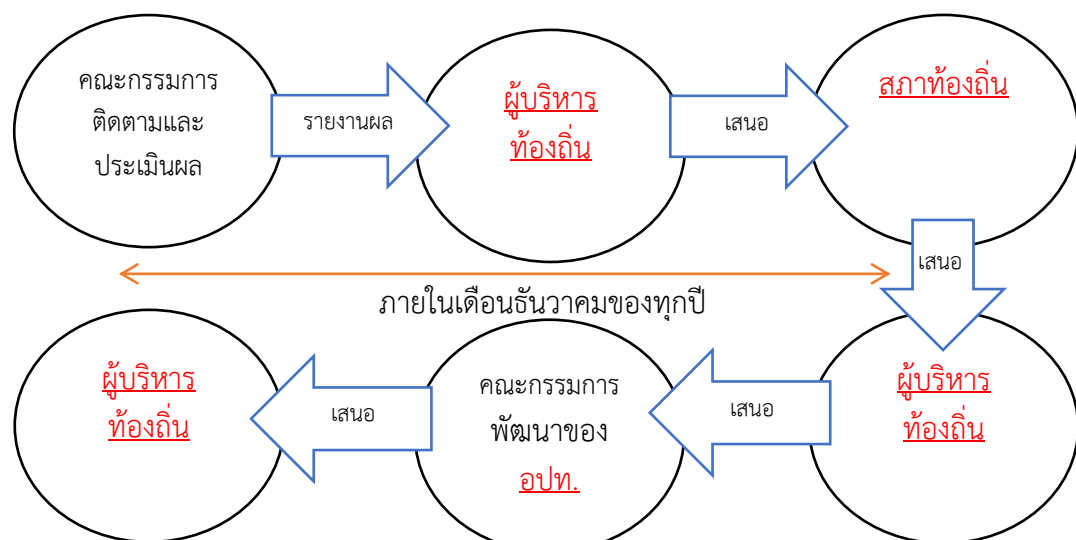 คณะกรรมการ
ติดตามและ
ประเมินผล
รายงานผล
ผู้บริหาร
ท้องถิ่น
เสนอ
สภาท้องถิ่น
เสนอ
ภายในเดือนธันวาคมของทุกปี
ผู้บริหาร
ท้องถิ่น
เสนอ
คณะกรรมการ
พัฒนาของ
อปท.
เสนอ
ผู้บริหาร
ท้องถิ่น